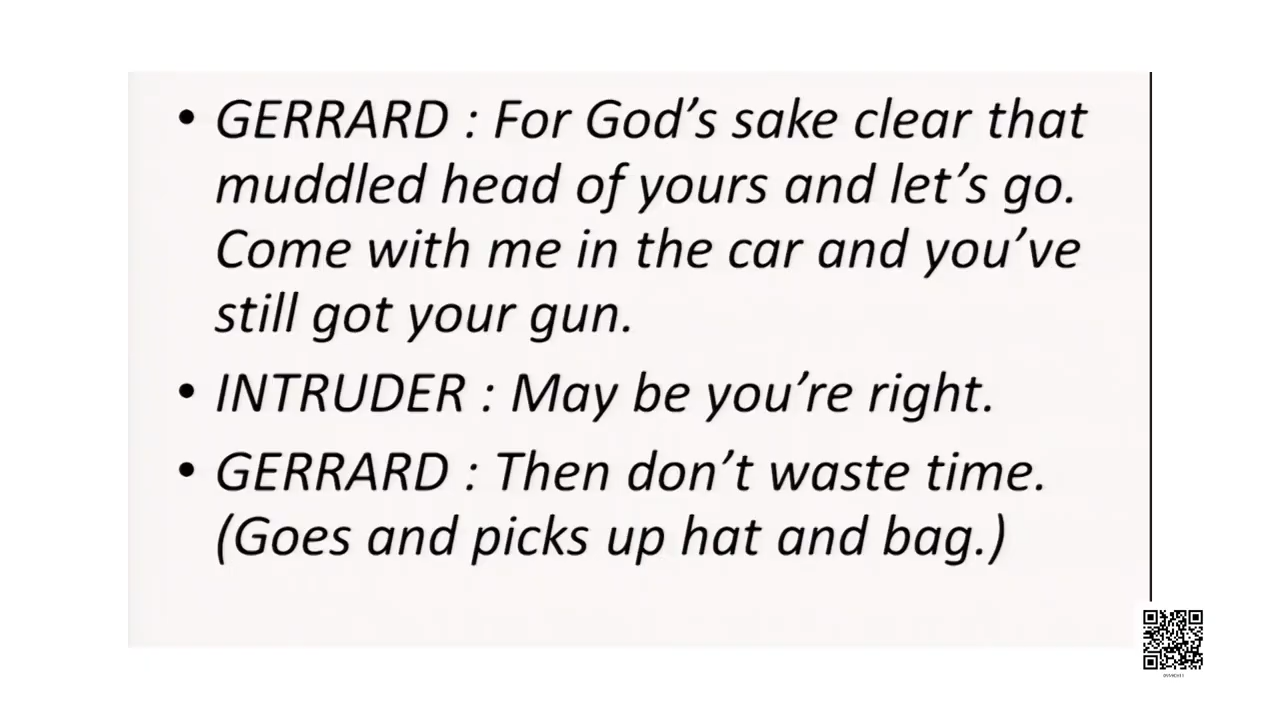 • GERRARD : For God’s sake clear that
muddled head of yours and let’s go.
Come with me in the car and you’ve
still got your gun.
• INTRUDER : May be you’re right.
• GERRARD : Then don’t waste time.
(Goes and picks up hat and bag.)